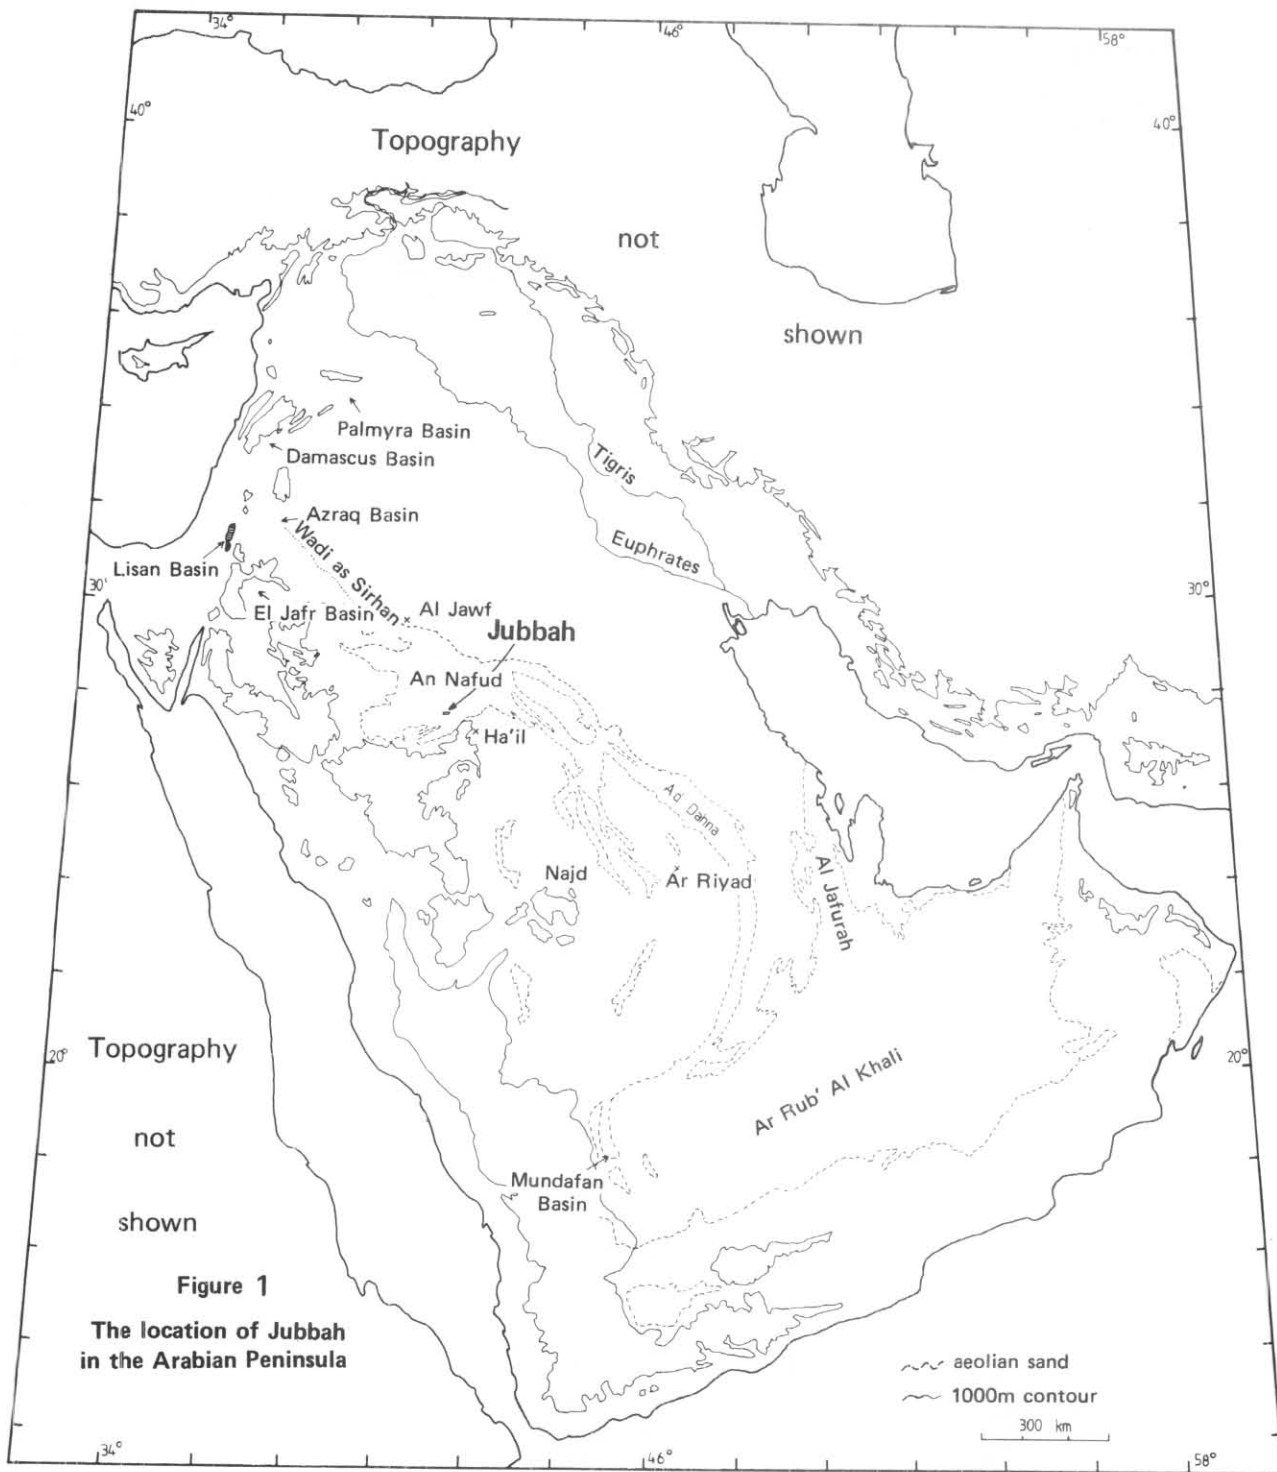 34°
46°
58°
40°
40°
Topography
not
shown
Palmyra Basin
Damascus Basin
Tigris
Azraq Basin
Wadi as Sirhan
Euphrates
Lisan Basin
30°
30°
El Jafr Basin
Al Jawf
Jubbah
An Nafud
Ha'il
Ad Dahna
Najd
Ar Riyad
Al Jafurah
20°
20°
Topography
not
shown
Ar Rub' Al Khali
Mundafan
Basin
Figure 1
The location of Jubbah
in the Arabian Peninsula
aeolian sand
1000m contour
300 km
34°
46°
58°